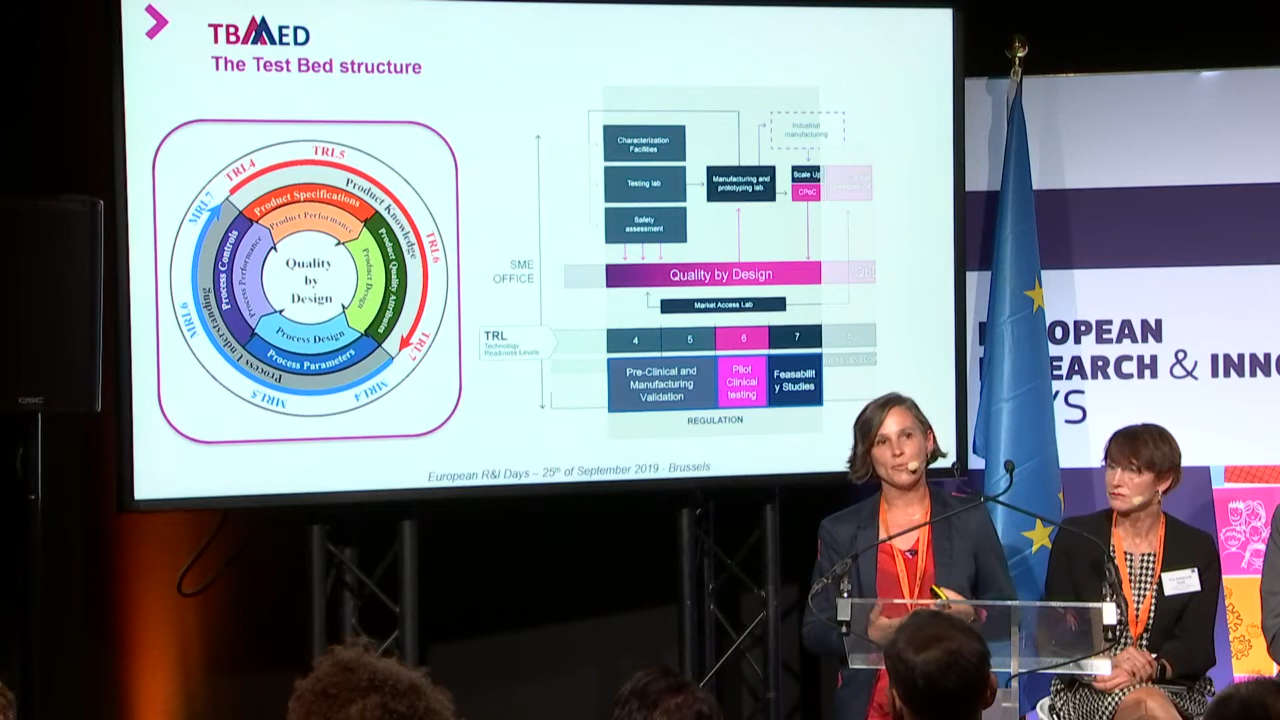 TBMED
The Test Bed structure
TRL4
TRL5
TRL6
TRL7
MRL4
MRL5
MRL6
MRL7
Product Knowledge
Process Understanding
Product Specifications
Product Performance
Product Quality Attributes
Product Design
Process Parameters
Process Design
Process Controls
Process Performance
Quality
by
Design
Characterization
Facilities
Testing lab
Safety
assessment
Manufacturing and
prototyping lab.
Industrial
manufacturing
Scale Up
CPoC
SME
OFFICE
Quality by Design
Market Access Lab
TRL
Technology
Readiness Levels
4
5
6
7
8
Pre-Clinical and
Manufacturing
Validation
Pilot
Clinical
testing
Feasabilit
y Studies
REGULATION
European R&I Days – 25th of September 2019 - Brussels
OPEAN
EARCH & INNO
YS
QSC